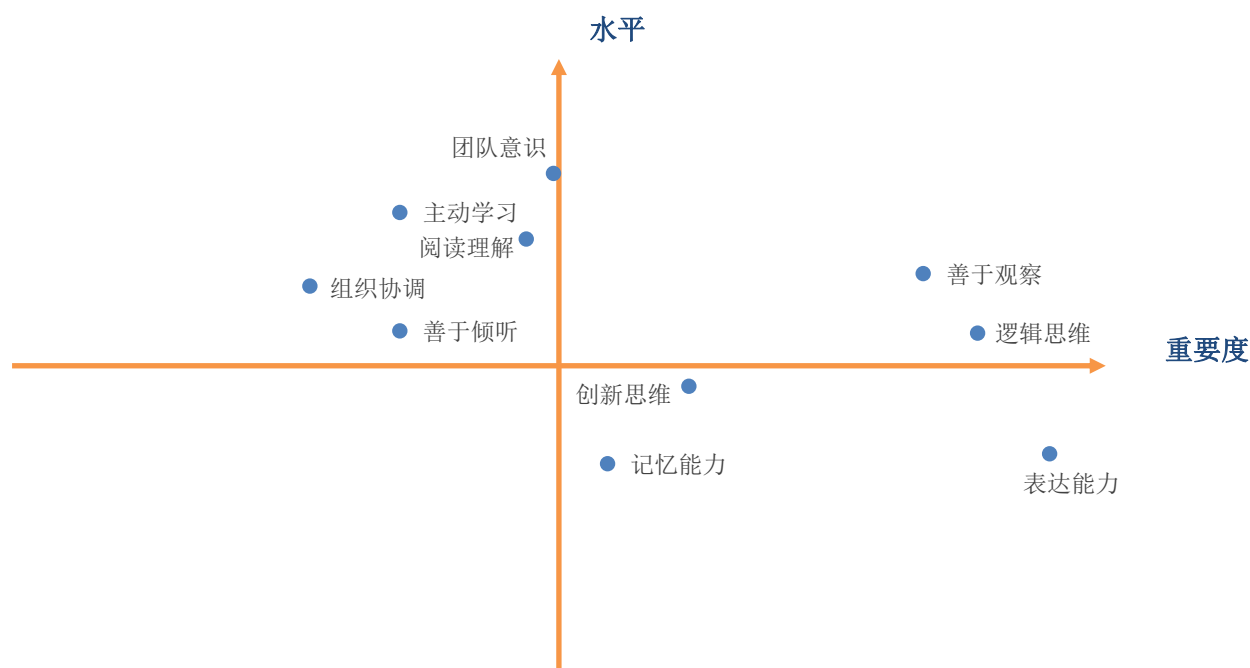 水平
团队意识
主动学习
阅读理解
善于观察
组织协调
善于倾听
逻辑思维
重要度
创新思维
记忆能力
表达能力